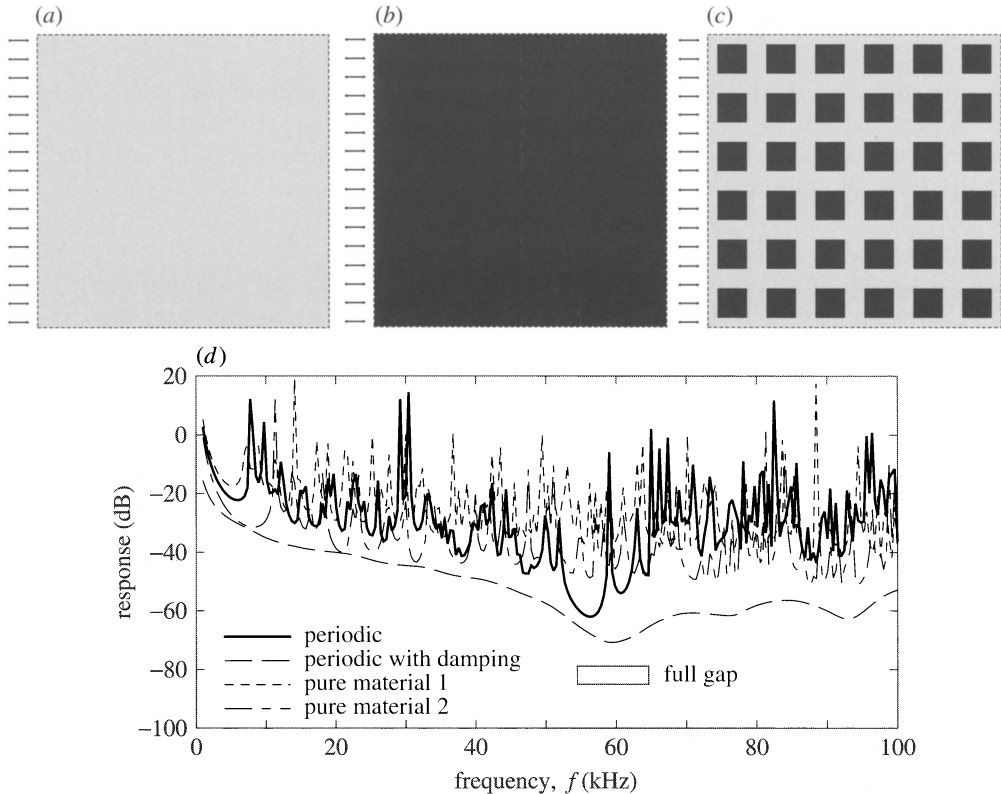 (a) (b) (c)
(d)
20
0
−20
−40
−60
−80
−100
response (dB)
periodic
periodic with damping
pure material 1
pure material 2
full gap
0 20 40 60 80 100
frequency, f (kHz)